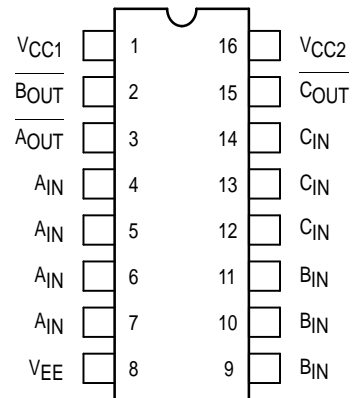 VCC1 1 16 VCC2
BOUT 2 15 COUT
AOUT 3 14 CIN
AIN 4 13 CIN
AIN 5 12 CIN
AIN 6 11 BIN
AIN 7 10 BIN
VEE 8 9 BIN